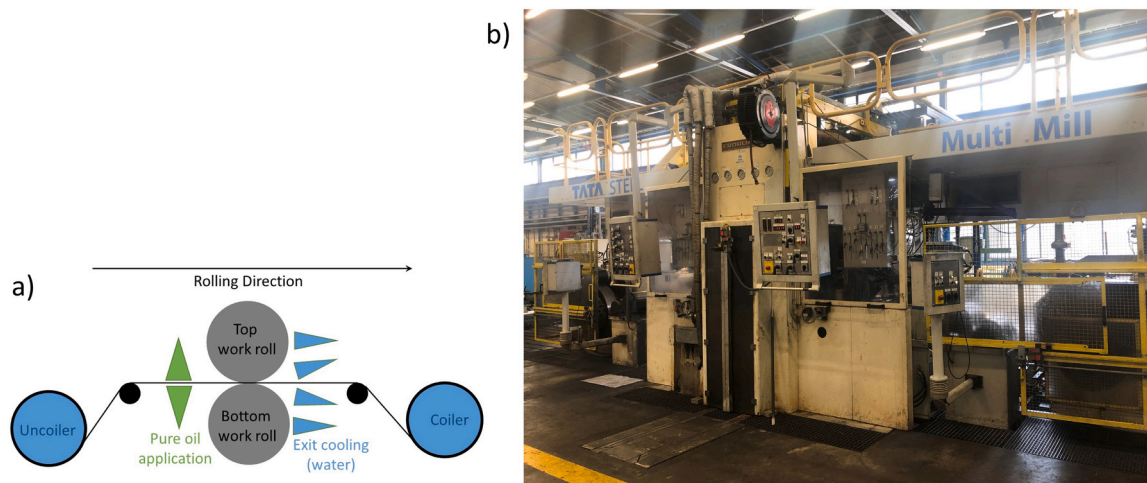 b)
Rolling Direction
a)
Top
work roll
Uncoiler
Bottom
work roll
Coiler
Pure oil
application
Exit cooling
(water)
TATA STEE
Multi Mill